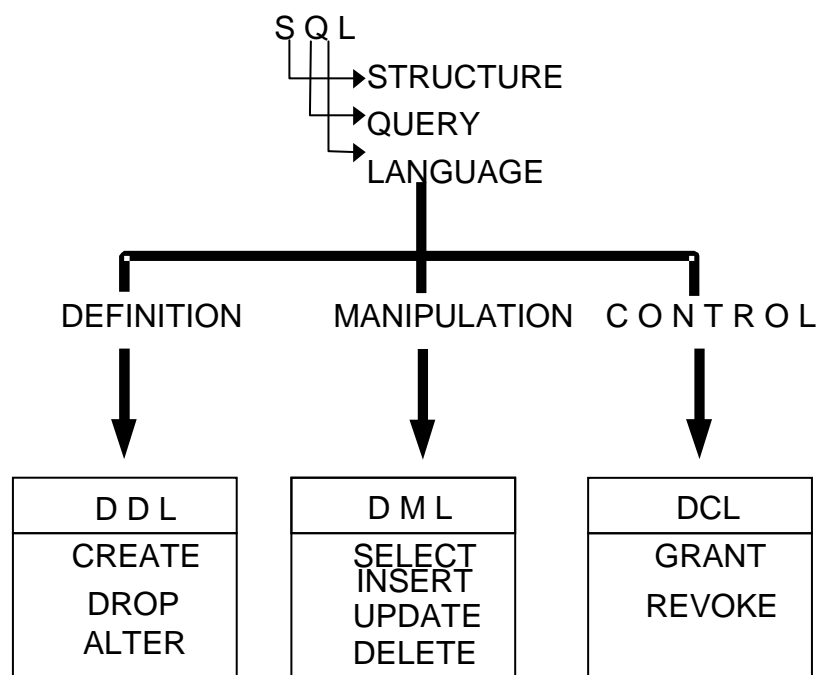 S Q L
STRUCTURE
QUERY
LANGUAGE
DEFINITION MANIPULATION C O N T R O L
D D L
CREATE
DROP
ALTER
D M L
SELECT
INSERT
UPDATE
DELETE
DCL
GRANT
REVOKE